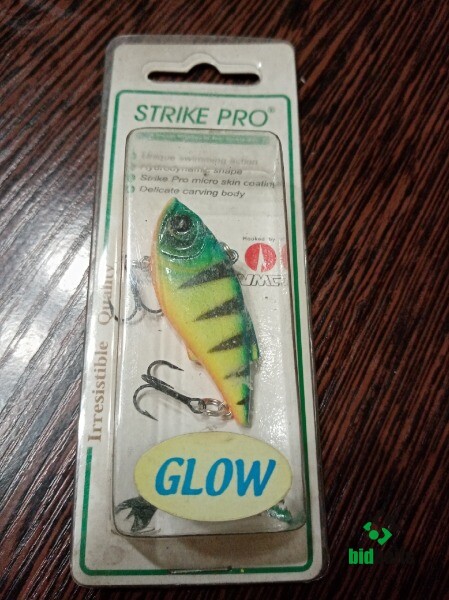 STRIKE PRO®
Unique swimming action
Hydrodynamic shape
Strike Pro micro skin coating
Delicate carving body
Hooked by
VMC
Irresistible Quality
GLOW